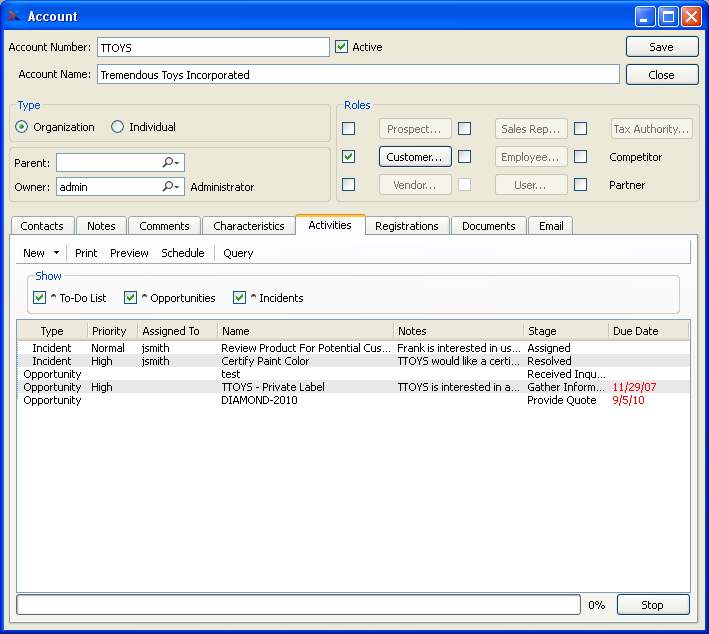 Account
Account Number: TTOYS Active Save
Account Name: Tremendous Toys Incorporated Close
Type Roles
Organization Individual Prospect... Sales Rep... Tax Authority...
Parent: Customer... Employee... Competitor
Owner: admin Administrator Vendor... User... Partner
Contacts Notes Comments Characteristics Activities Registrations Documents Email
New Print Preview Schedule Query
Show
^ To-Do List ^ Opportunities ^ Incidents
Type Priority Assigned To Name Notes Stage Due Date
Incident Normal jsmith Review Product For Potential Cus... Frank is interested in us... Assigned
Incident High jsmith Certify Paint Color TTOYS would like a certi... Resolved
Opportunity test Received Inqu...
Opportunity High TTOYS - Private Label TTOYS is interested in a... Gather Inform... 11/29/07
Opportunity DIAMOND-2010 Provide Quote 9/5/10
0% Stop